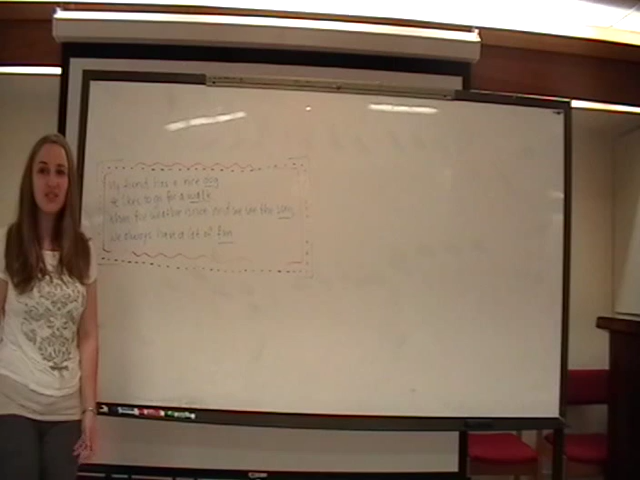 My friend has a nice dog
He likes to go for a walk
When the weather is nice and we see the sun
We always have a lot of fun